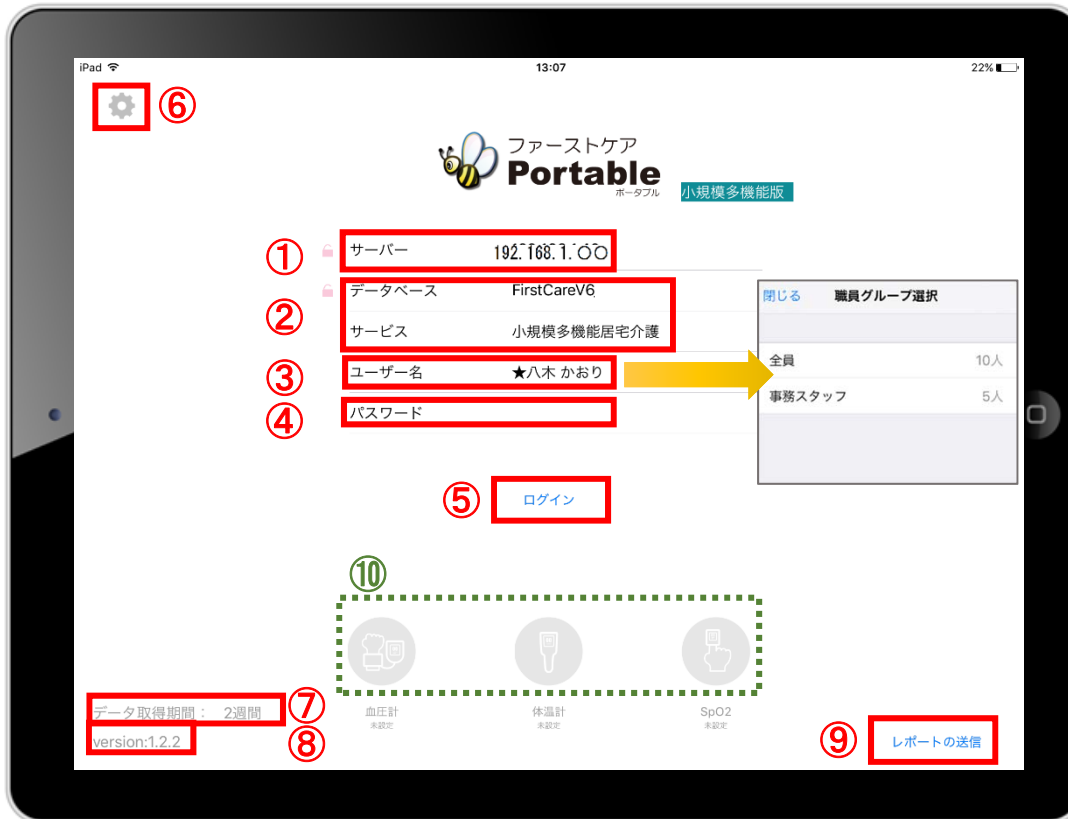 iPad 13:07 22%
⑥
ファーストケア
Portable
ポータブル
小規模多機能版
① サーバー 192.168.1.〇〇
② データベース FirstCareV6
サービス 小規模多機能居宅介護
③ ユーザー名 ★八木 かおり
④ パスワード
閉じる 職員グループ選択
全員 10人
事務スタッフ 5人
⑤ ログイン
⑩
血圧計
未設定
体温計
未設定
SpO2
未設定
データ取得期間： 2週間 ⑦
version:1.2.2 ⑧
⑨ レポートの送信